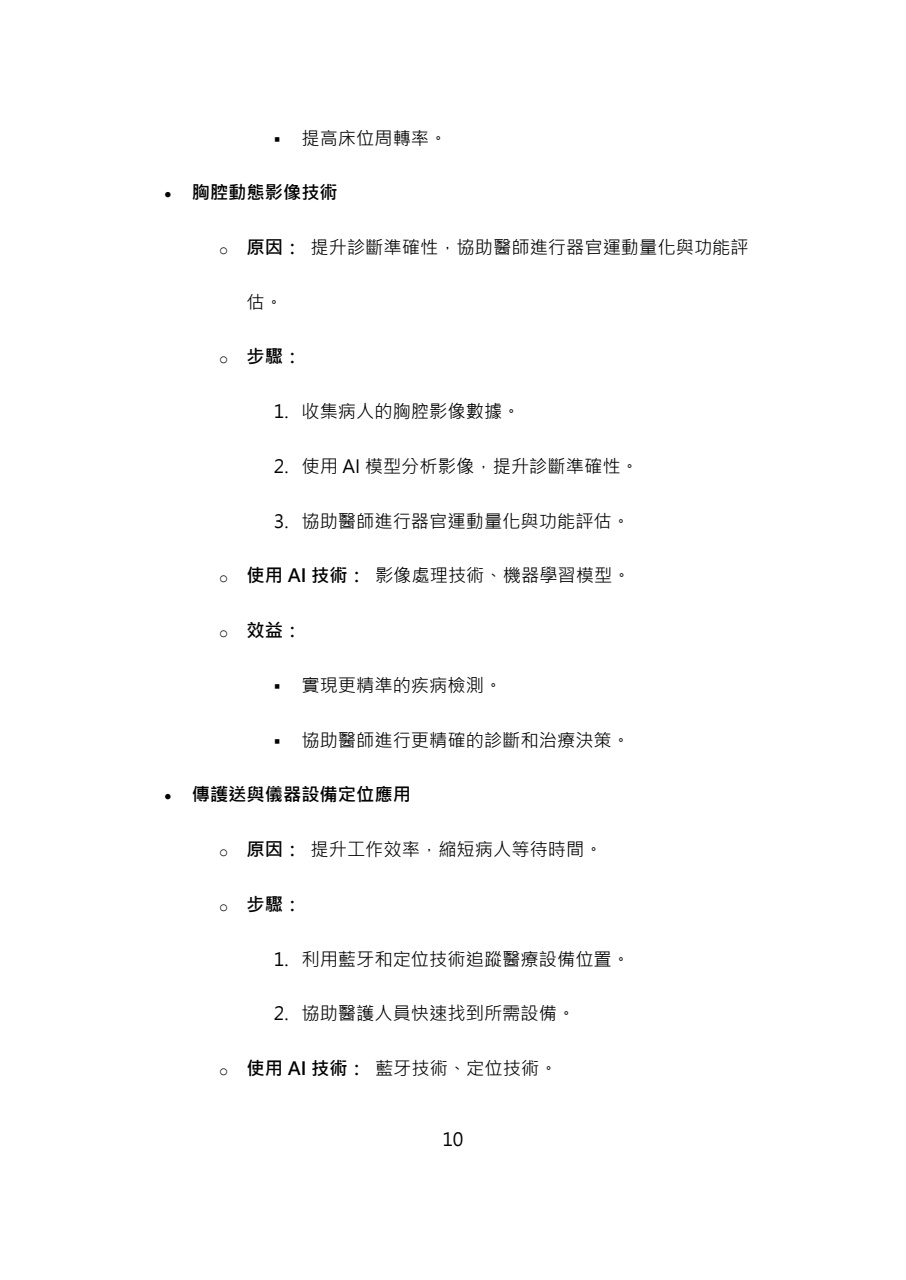 ▪ 提高床位周轉率。
• 胸腔動態影像技術
○ 原因： 提升診斷準確性，協助醫師進行器官運動量化與功能評
估。
○ 步驟：
1. 收集病人的胸腔影像數據。
2. 使用 AI 模型分析影像，提升診斷準確性。
3. 協助醫師進行器官運動量化與功能評估。
○ 使用 AI 技術： 影像處理技術、機器學習模型。
○ 效益：
▪ 實現更精準的疾病檢測。
▪ 協助醫師進行更精確的診斷和治療決策。
• 傳護送與儀器設備定位應用
○ 原因： 提升工作效率，縮短病人等待時間。
○ 步驟：
1. 利用藍牙和定位技術追蹤醫療設備位置。
2. 協助醫護人員快速找到所需設備。
○ 使用 AI 技術： 藍牙技術、定位技術。
10